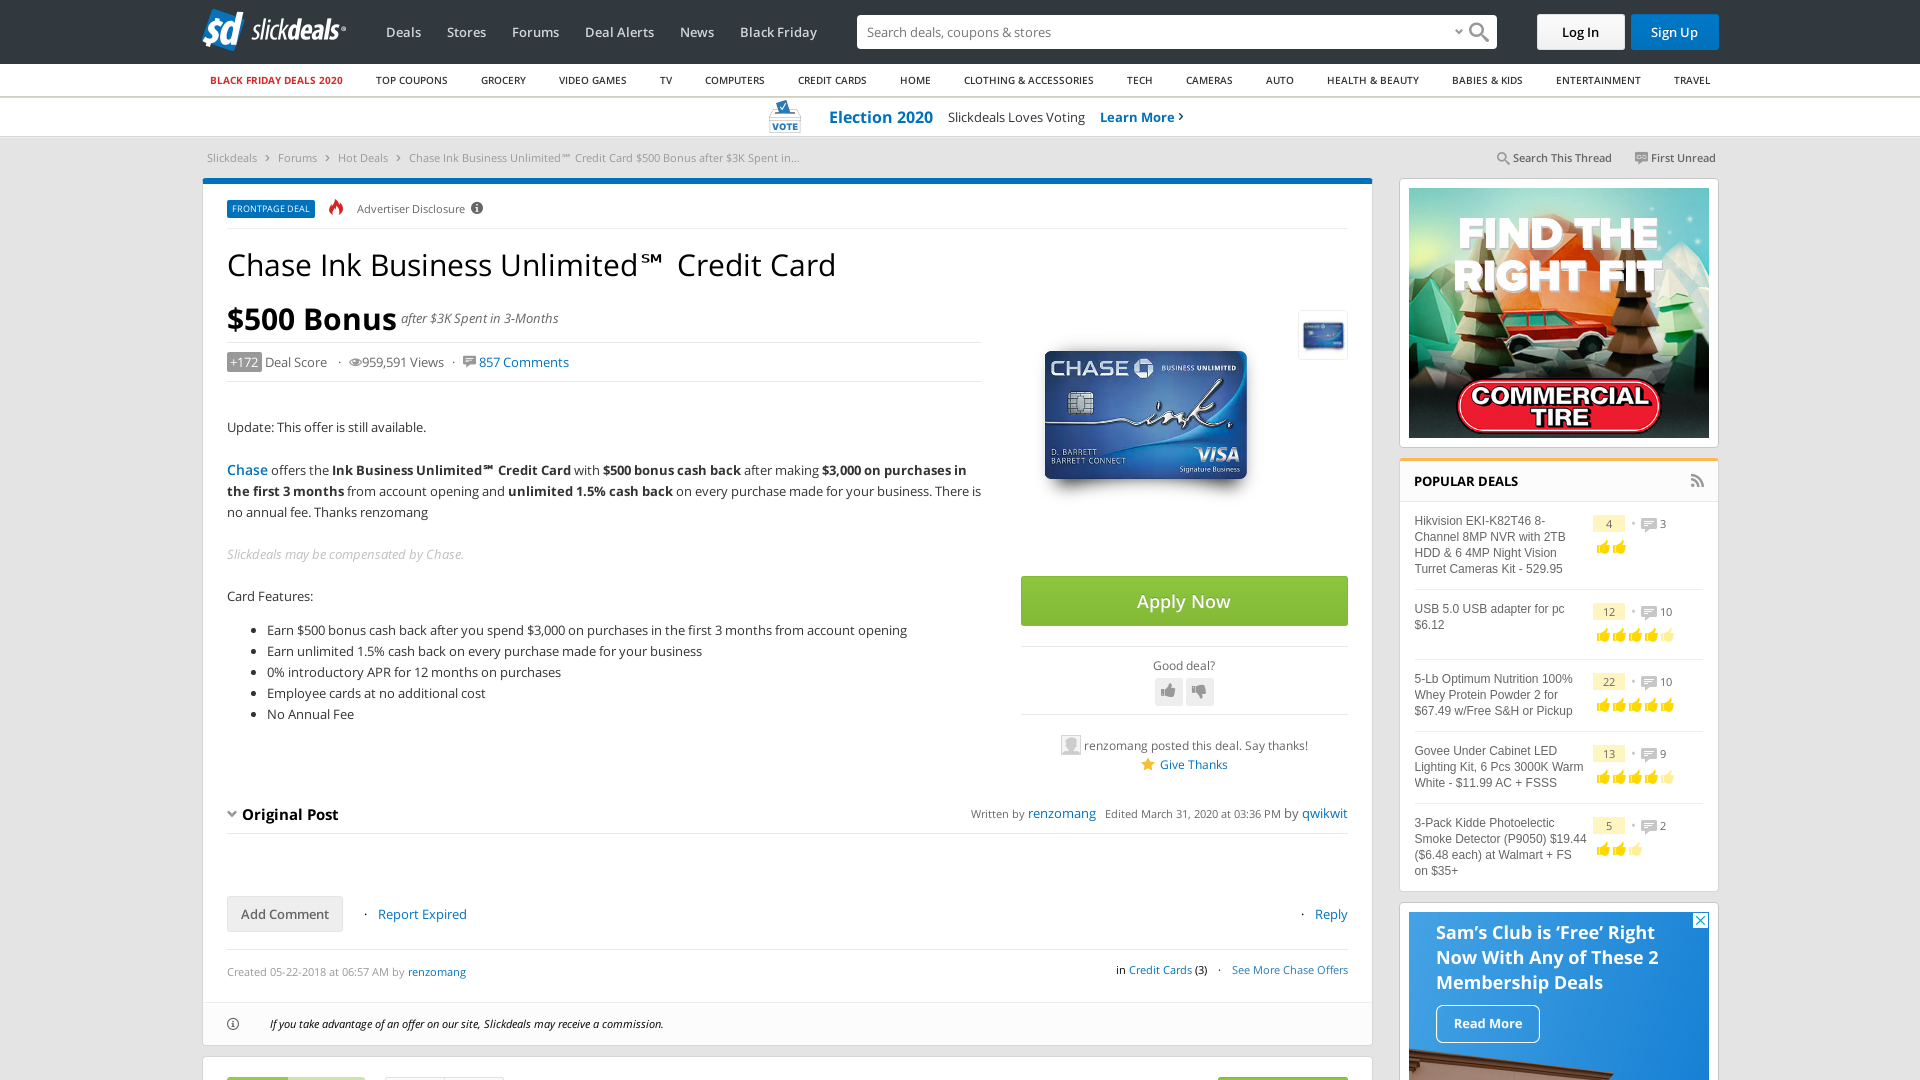 slickdeals
Deals Stores Forums Deal Alerts News Black Friday
Search deals, coupons & stores
Log In Sign Up
BLACK FRIDAY DEALS 2020 TOP COUPONS GROCERY VIDEO GAMES TV COMPUTERS CREDIT CARDS HOME CLOTHING & ACCESSORIES TECH CAMERAS AUTO HEALTH & BEAUTY BABIES & KIDS ENTERTAINMENT TRAVEL
VOTE Election 2020 Slickdeals Loves Voting Learn More
Slickdeals › Forums › Hot Deals › Chase Ink Business Unlimited℠ Credit Card $500 Bonus after $3K Spent in...
Search This Thread First Unread
FRONTPAGE DEAL Advertiser Disclosure
Chase Ink Business Unlimited℠ Credit Card
$500 Bonus after $3K Spent in 3-Months
+172 Deal Score · 959,591 Views · 857 Comments
Update: This offer is still available.
Chase offers the Ink Business Unlimited℠ Credit Card with $500 bonus cash back after making $3,000 on purchases in
the first 3 months from account opening and unlimited 1.5% cash back on every purchase made for your business. There is
no annual fee. Thanks renzomang
Slickdeals may be compensated by Chase.
Card Features:
Earn $500 bonus cash back after you spend $3,000 on purchases in the first 3 months from account opening
Earn unlimited 1.5% cash back on every purchase made for your business
0% introductory APR for 12 months on purchases
Employee cards at no additional cost
No Annual Fee
CHASE BUSINESS UNLIMITED
ink.
D. BARRETT
BARRETT CONNECT
VISA
Signature Business
Apply Now
Good deal?
renzomang posted this deal. Say thanks!
Give Thanks
Original Post
Written by renzomang Edited March 31, 2020 at 03:36 PM by qwikwit
Add Comment · Report Expired
· Reply
Created 05-22-2018 at 06:57 AM by renzomang
in Credit Cards (3) · See More Chase Offers
If you take advantage of an offer on our site, Slickdeals may receive a commission.
FIND THE
RIGHT FIT
COMMERCIAL
TIRE
POPULAR DEALS
Hikvision EKI-K82T46 8-
Channel 8MP NVR with 2TB
HDD & 6 4MP Night Vision
Turret Cameras Kit - 529.95
4 • 3
USB 5.0 USB adapter for pc
$6.12
12 • 10
5-Lb Optimum Nutrition 100%
Whey Protein Powder 2 for
$67.49 w/Free S&H or Pickup
22 • 10
Govee Under Cabinet LED
Lighting Kit, 6 Pcs 3000K Warm
White - $11.99 AC + FSSS
13 • 9
3-Pack Kidde Photoelectic
Smoke Detector (P9050) $19.44
($6.48 each) at Walmart + FS
on $35+
5 • 2
Sam's Club is 'Free' Right
Now With Any of These 2
Membership Deals
Read More